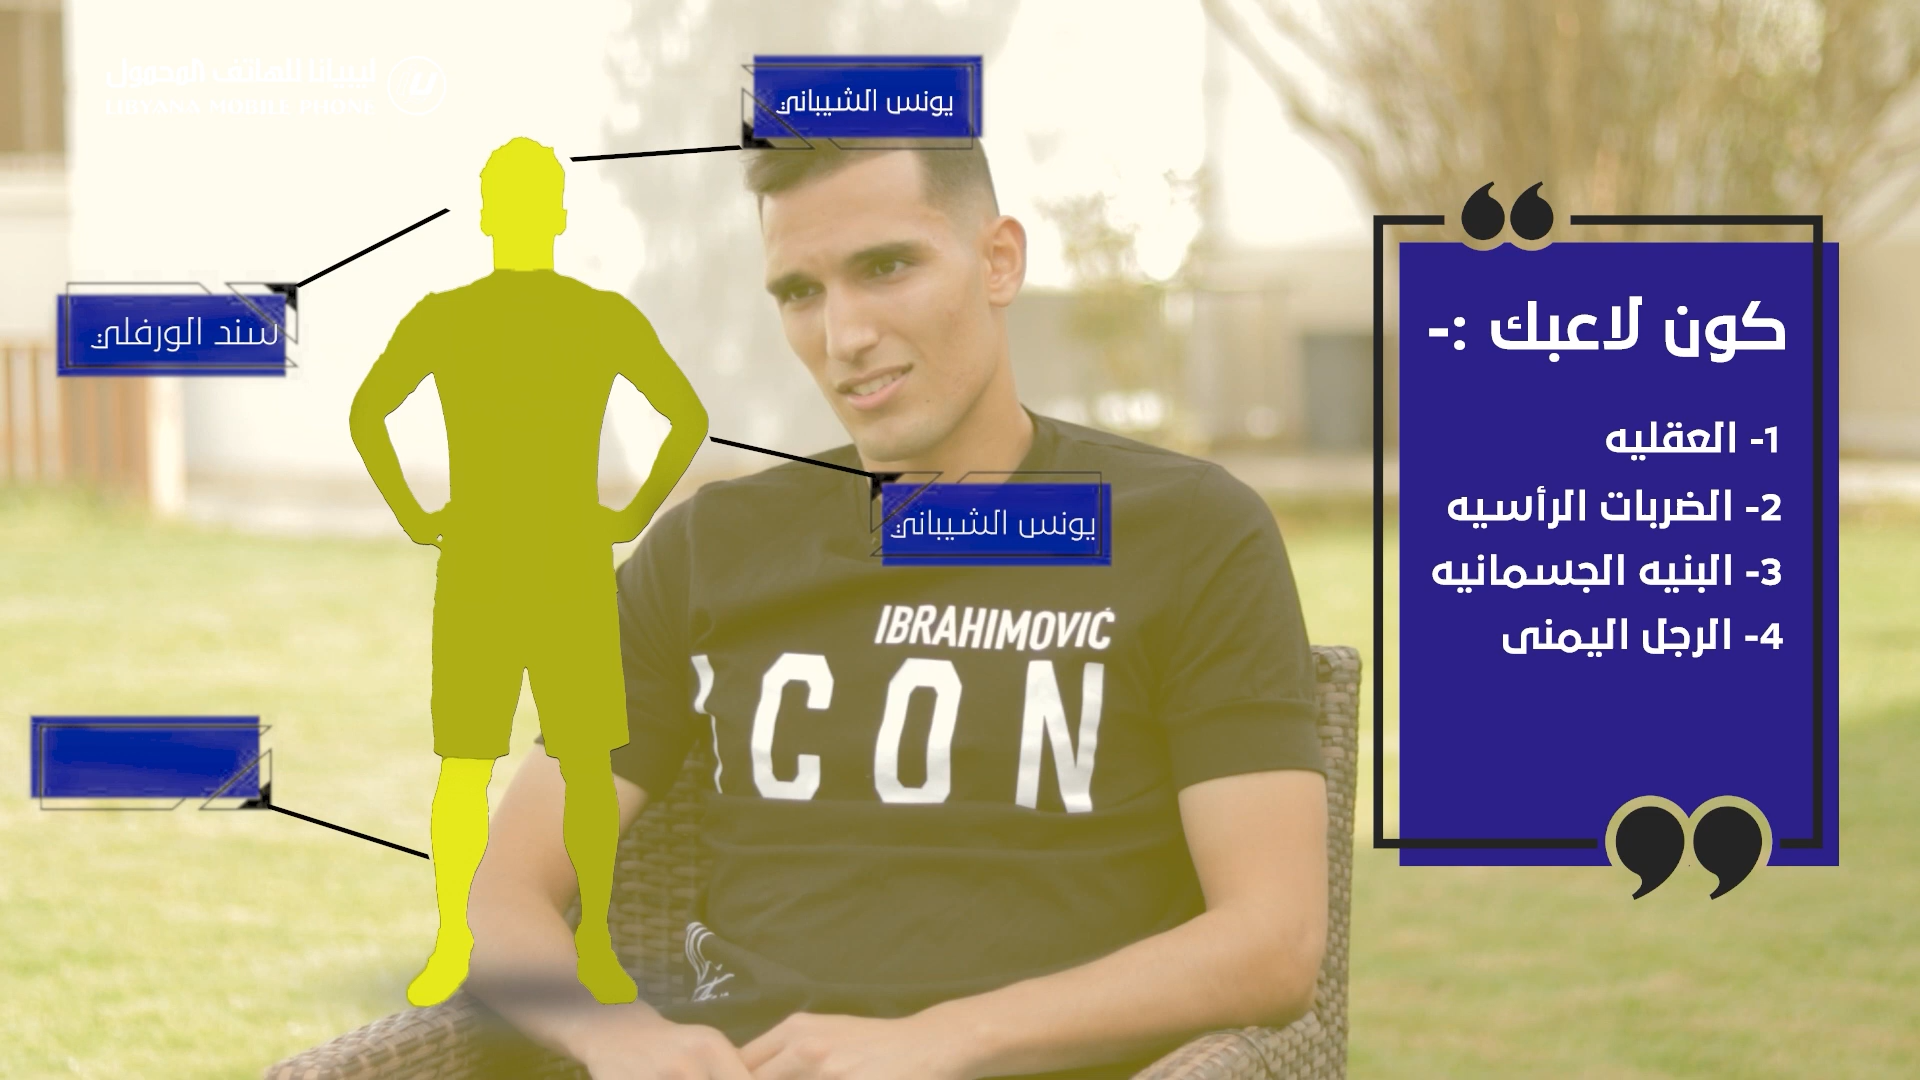 ليبيانا للهاتف المحمول
LIBYANA MOBILE PHONE
يونس الشيباني
سند الورفلي
يونس الشيباني
IBRAHIMOVIĆ
ICON
كون لاعبك :-
1- العقليه
2- الضربات الرأسيه
3- البنيه الجسمانيه
4- الرجل اليمنى